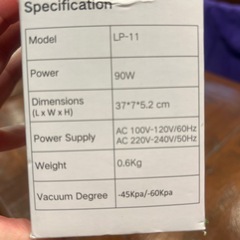 Specification
Model LP-11
Power 90W
Dimensions 37*7*5.2 cm
(L x W x H)
Power Supply AC 100V-120V/60Hz
AC 220V-240V/50Hz
Weight 0.6Kg
Vacuum Degree -45Kpa/-60Kpa